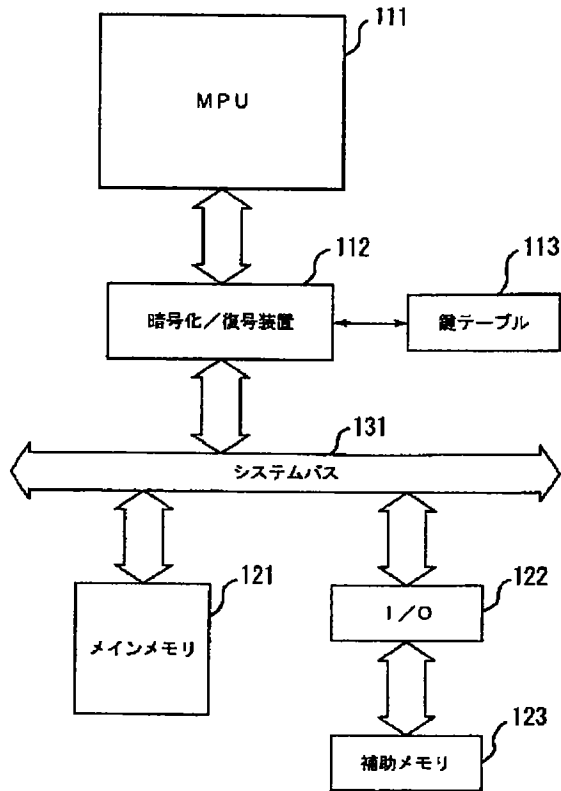 111
MPU
112
113
暗号化/復号装置
鍵テーブル
131
システムバス
121
122
メインメモリ
I/O
123
補助メモリ